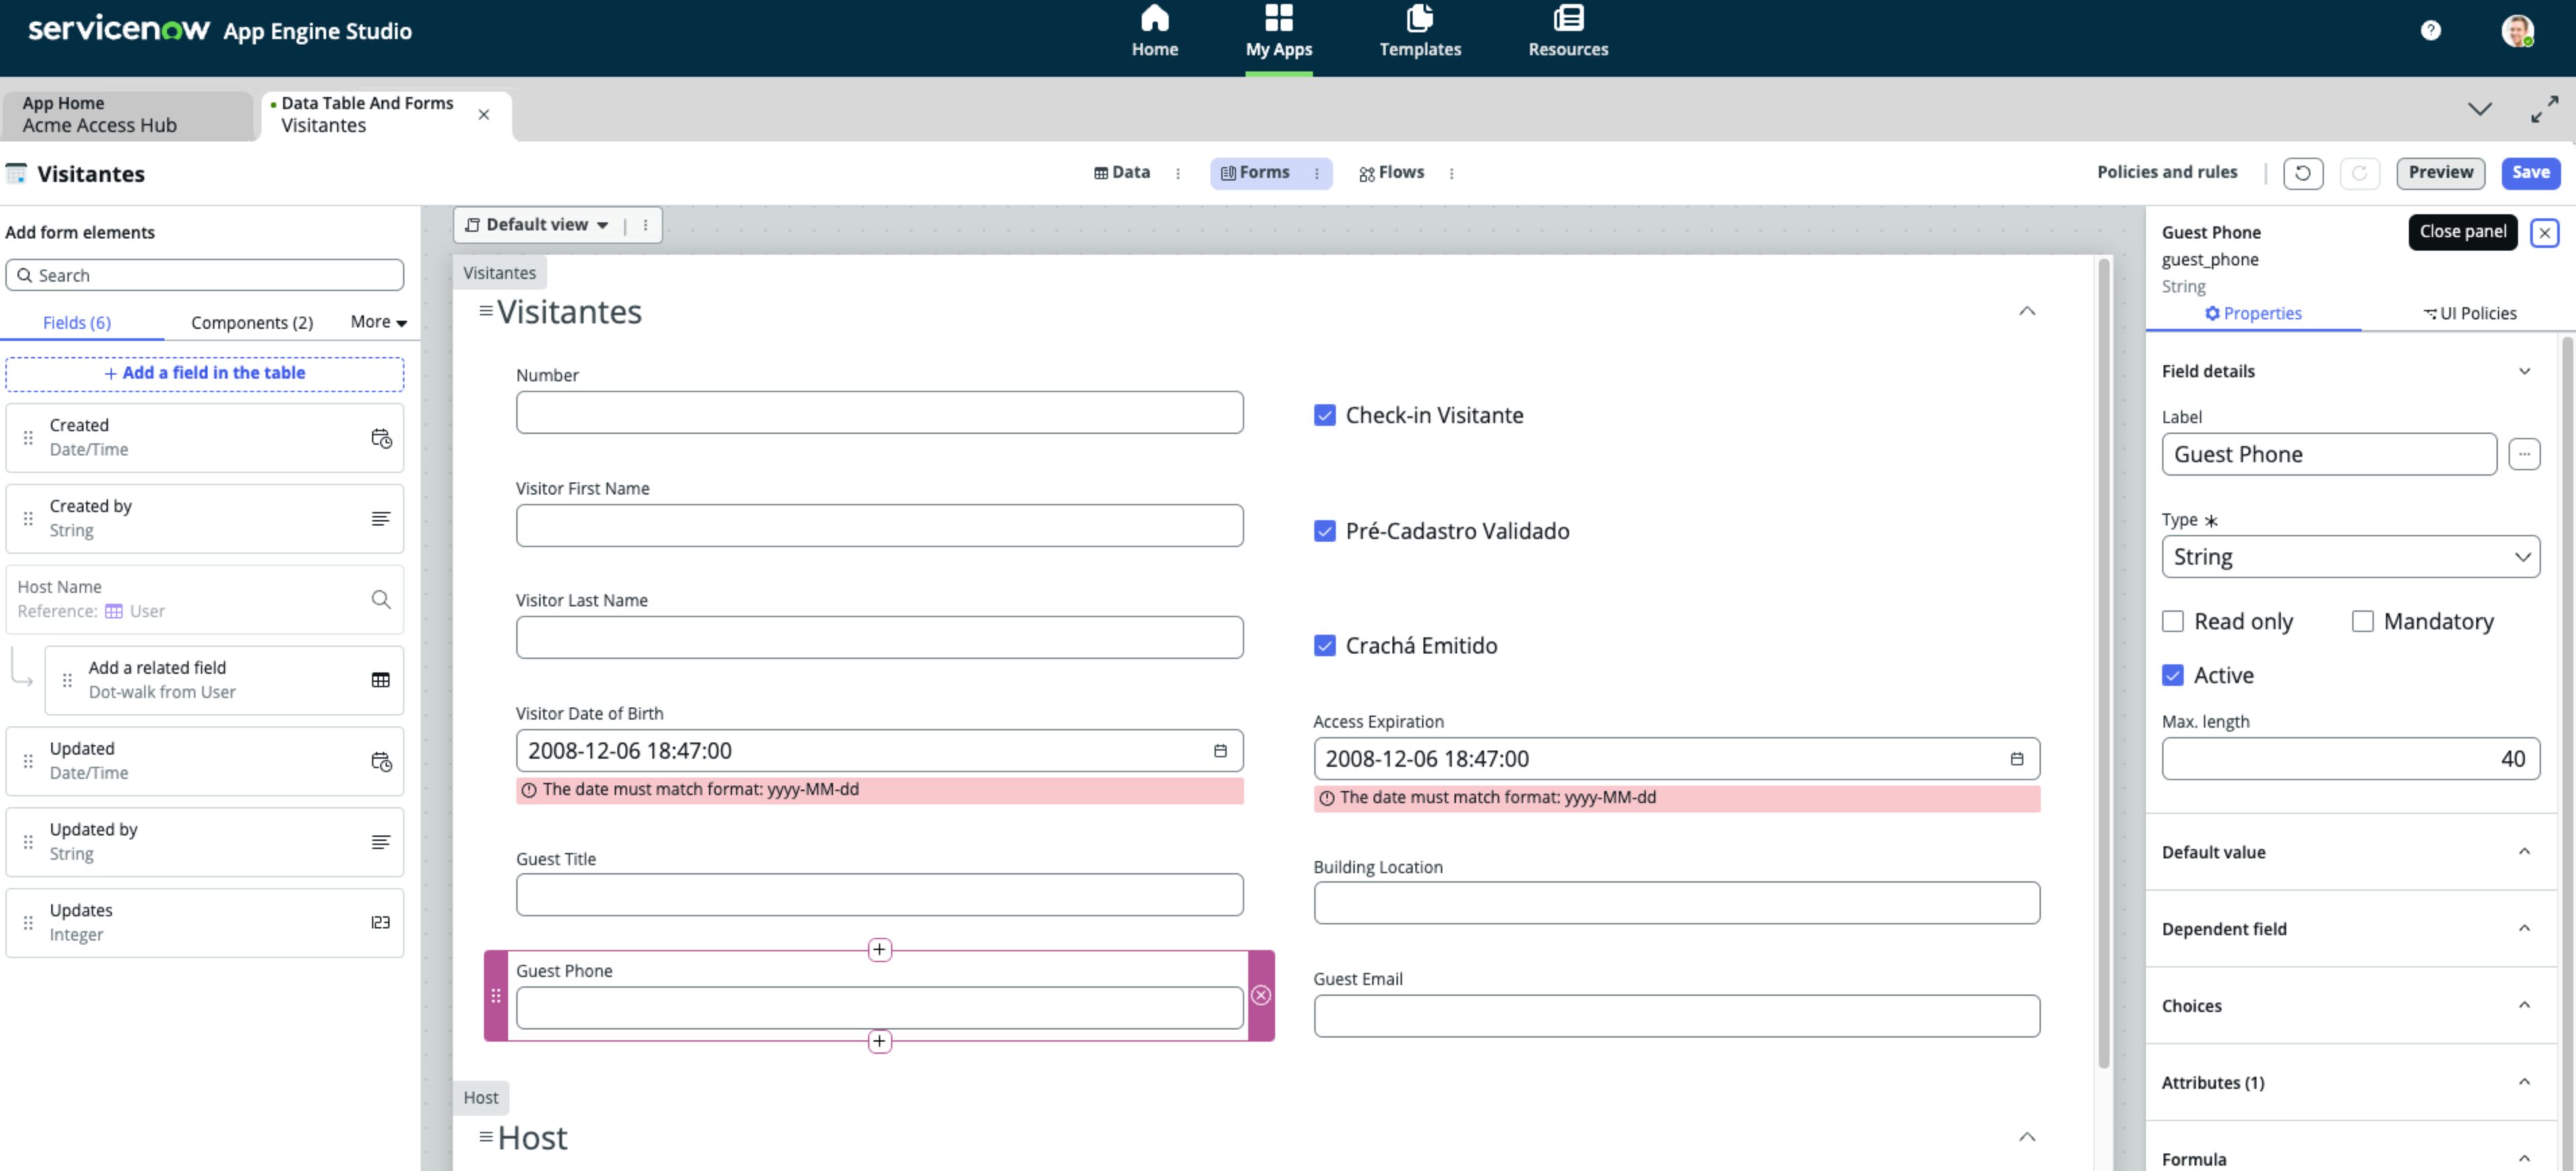 servicenow App Engine Studio
Home
My Apps
Templates
Resources
App Home
Acme Access Hub
Data Table And Forms
Visitantes
Visitantes
Data
Forms
Flows
Policies and rules
Preview
Save
Add form elements
Search
Fields (6)
Components (2)
More
+ Add a field in the table
Created
Date/Time
Created by
String
Host Name
Reference: User
Add a related field
Dot-walk from User
Updated
Date/Time
Updated by
String
Updates
Integer
123
Default view
Visitantes
Visitantes
Number
Check-in Visitante
Visitor First Name
Pré-Cadastro Validado
Visitor Last Name
Crachá Emitido
Visitor Date of Birth
2008-12-06 18:47:00
The date must match format: yyyy-MM-dd
Access Expiration
2008-12-06 18:47:00
The date must match format: yyyy-MM-dd
Guest Title
Building Location
Guest Phone
Guest Email
Host
Host
Guest Phone
Close panel
guest_phone
String
Properties
UI Policies
Field details
Label
Guest Phone
Type *
String
Read only
Mandatory
Active
Max. length
40
Default value
Dependent field
Choices
Attributes (1)
Formula